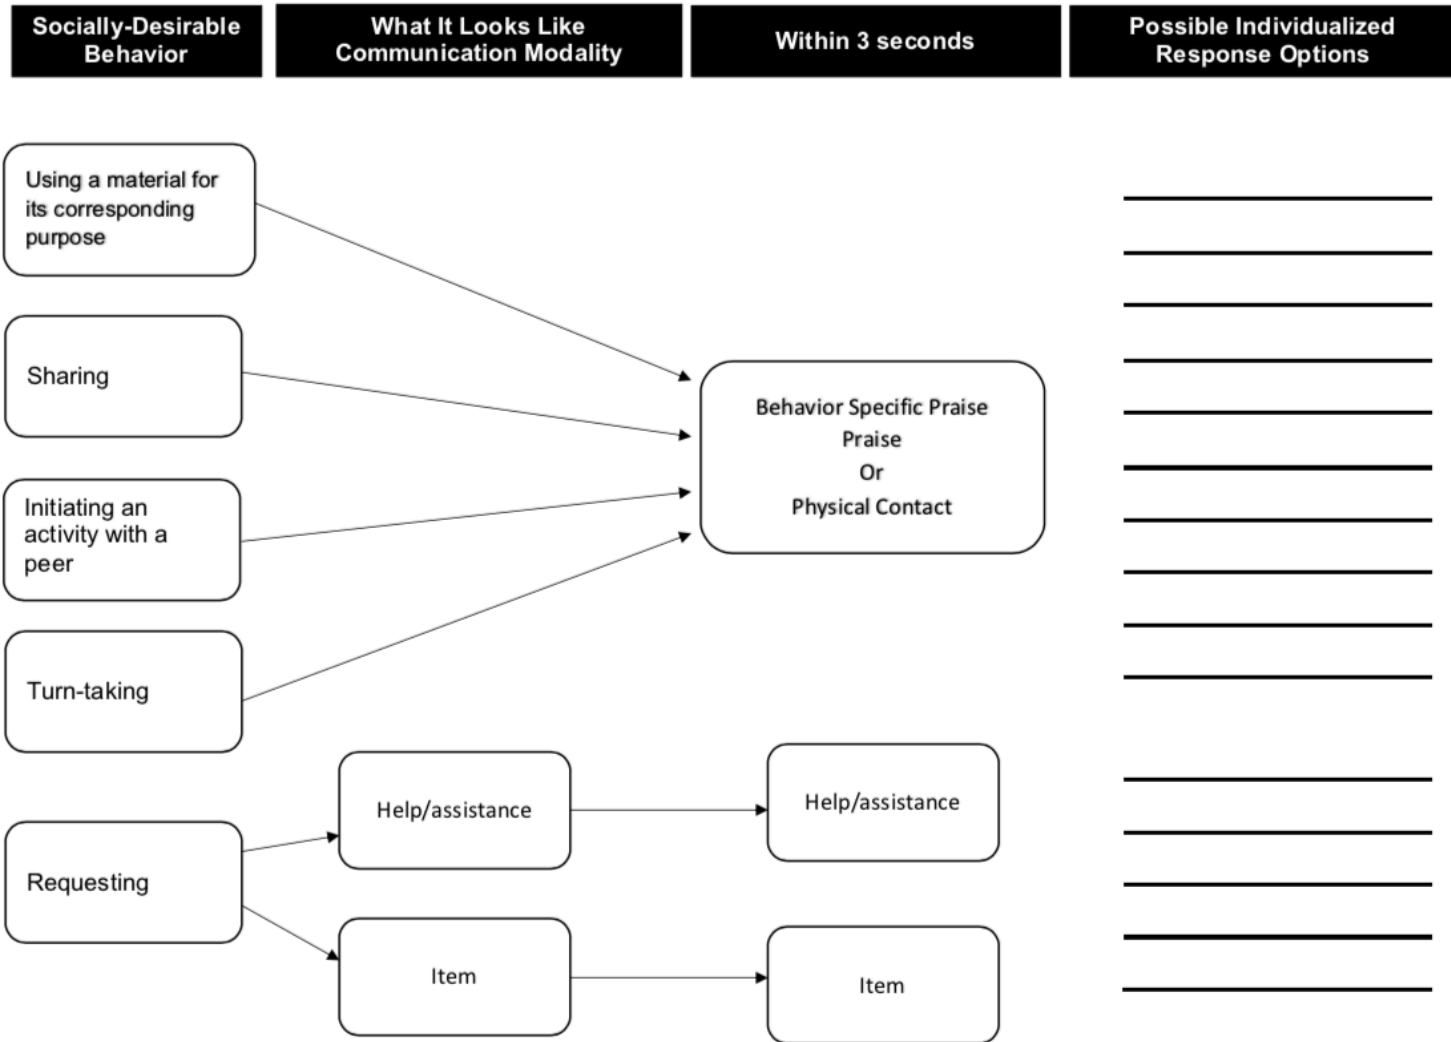 Socially-Desirable
Behavior
What It Looks Like
Communication Modality
Within 3 seconds
Possible Individualized
Response Options
Using a material for
its corresponding
purpose
Sharing
Initiating an
activity with a
peer
Turn-taking
Behavior Specific Praise
Praise
Or
Physical Contact
Requesting
Help/assistance
Help/assistance
Item
Item